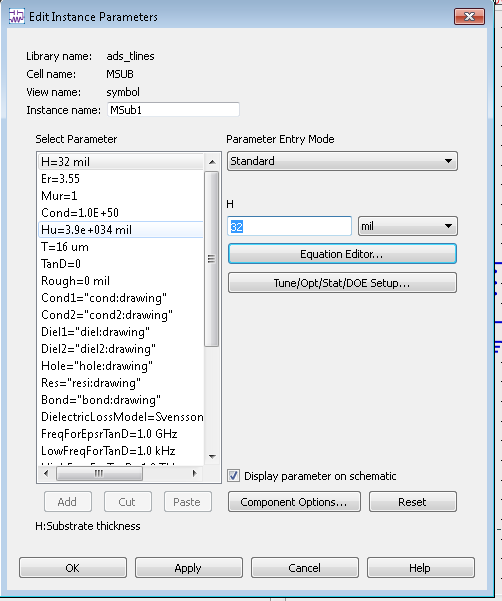 Edit Instance Parameters
Library name: ads_tlines
Cell name: MSUB
View name: symbol
Instance name: MSub1
Select Parameter
H=32 mil
Er=3.55
Mur=1
Cond=1.0E+50
Hu=3.9e+034 mil
T=16 um
TanD=0
Rough=0 mil
Cond1="cond:drawing"
Cond2="cond2:drawing"
Diel1="diel:drawing"
Diel2="diel2:drawing"
Hole="hole:drawing"
Res="resi:drawing"
Bond="bond:drawing"
DielectricLossModel=Svensson
FreqForEpsrTanD=1.0 GHz
LowFreqForTanD=1.0 kHz
Parameter Entry Mode
Standard
H
32 mil
Equation Editor...
Tune/Opt/Stat/DOE Setup...
Display parameter on schematic
Add Cut Paste Component Options... Reset
H:Substrate thickness
OK Apply Cancel Help